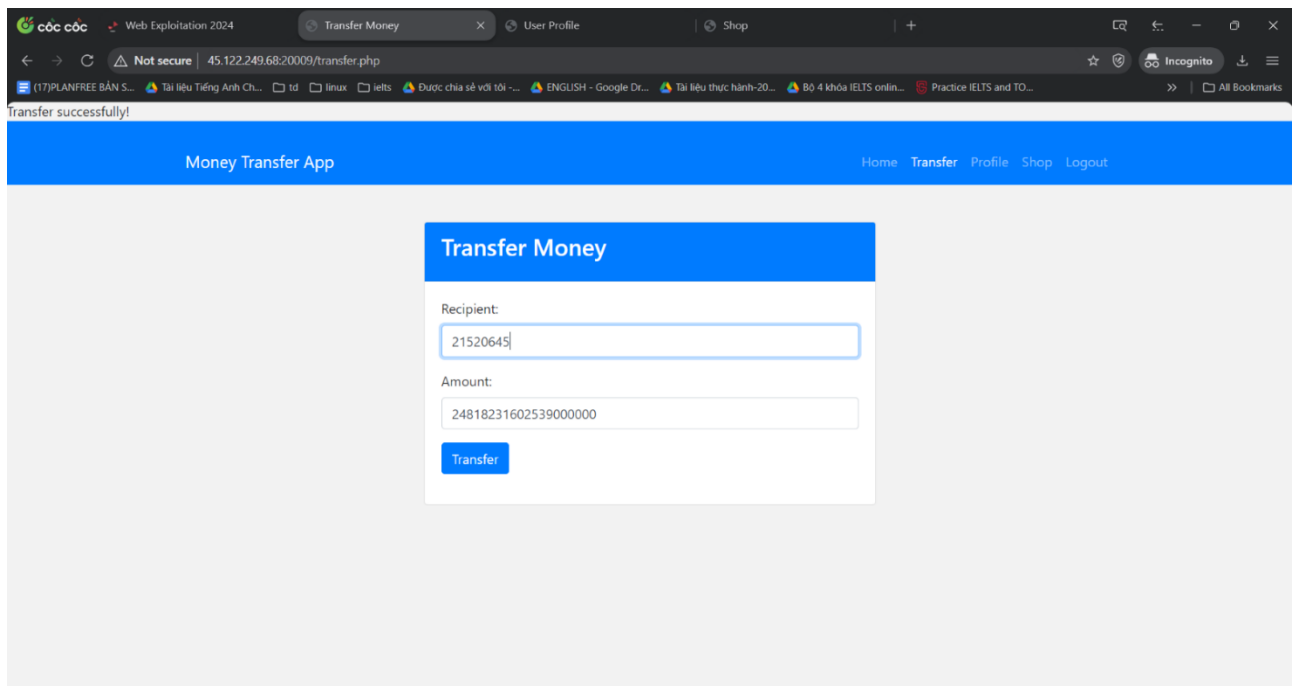 cốc cốc Web Exploitation 2024 Transfer Money User Profile Shop
Not secure 45.122.249.68:20009/transfer.php Incognito
(17)PLANFREE BẢN S... Tài liệu Tiếng Anh Ch... td linux ielts Được chia sẻ với tôi -... ENGLISH - Google Dr... Tài liệu thực hành-20... Bộ 4 khóa IELTS onlin... Practice IELTS and TO... All Bookmarks
Transfer successfully!
Money Transfer App Home Transfer Profile Shop Logout
Transfer Money
Recipient:
21520645
Amount:
24818231602539000000
Transfer